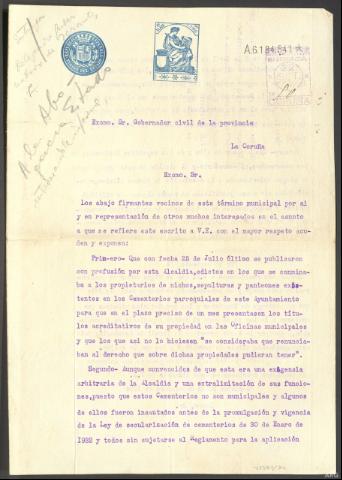 A6184541
Excmo. Sr. Gobernador civil de la provincia
La Coruña
Excmo. Sr.
Los abajo firmantes vecinos de este término municipal por sí
y en representación de otros muchos interesados en el asunto
a que se refiere este escrito a V.E. con el mayor respeto acu-
den y exponen:
Primero- Que con fecha 25 de Julio último se publicaron
con profusión por esta Alcaldía, edictos en los que se conmina-
ba a los propietarios de nichos, sepulturas y panteones exis-
tentes en los Cementerios parroquiales de este Ayuntamiento
para que en el plazo preciso de un mes presentasen los títu-
los acreditativos de su propiedad en las Oficinas municipales
y que los que así no lo hiciesen "se consideraba que renuncia-
ban al derecho que sobre dichas propiedades pudieran tener".
Segundo- Aunque convencidos de que esta era una exigencia
arbitraria de la Alcaldía y una extralimitación de sus funcio-
nes, puesto que estos Cementerios no son municipales y algunos
de ellos fueron incautados antes de la promulgación y vigencia
de la Ley de secularización de cementerios de 30 de Enero de
1932 y todos sin sujetarse al Reglamento para la aplicación